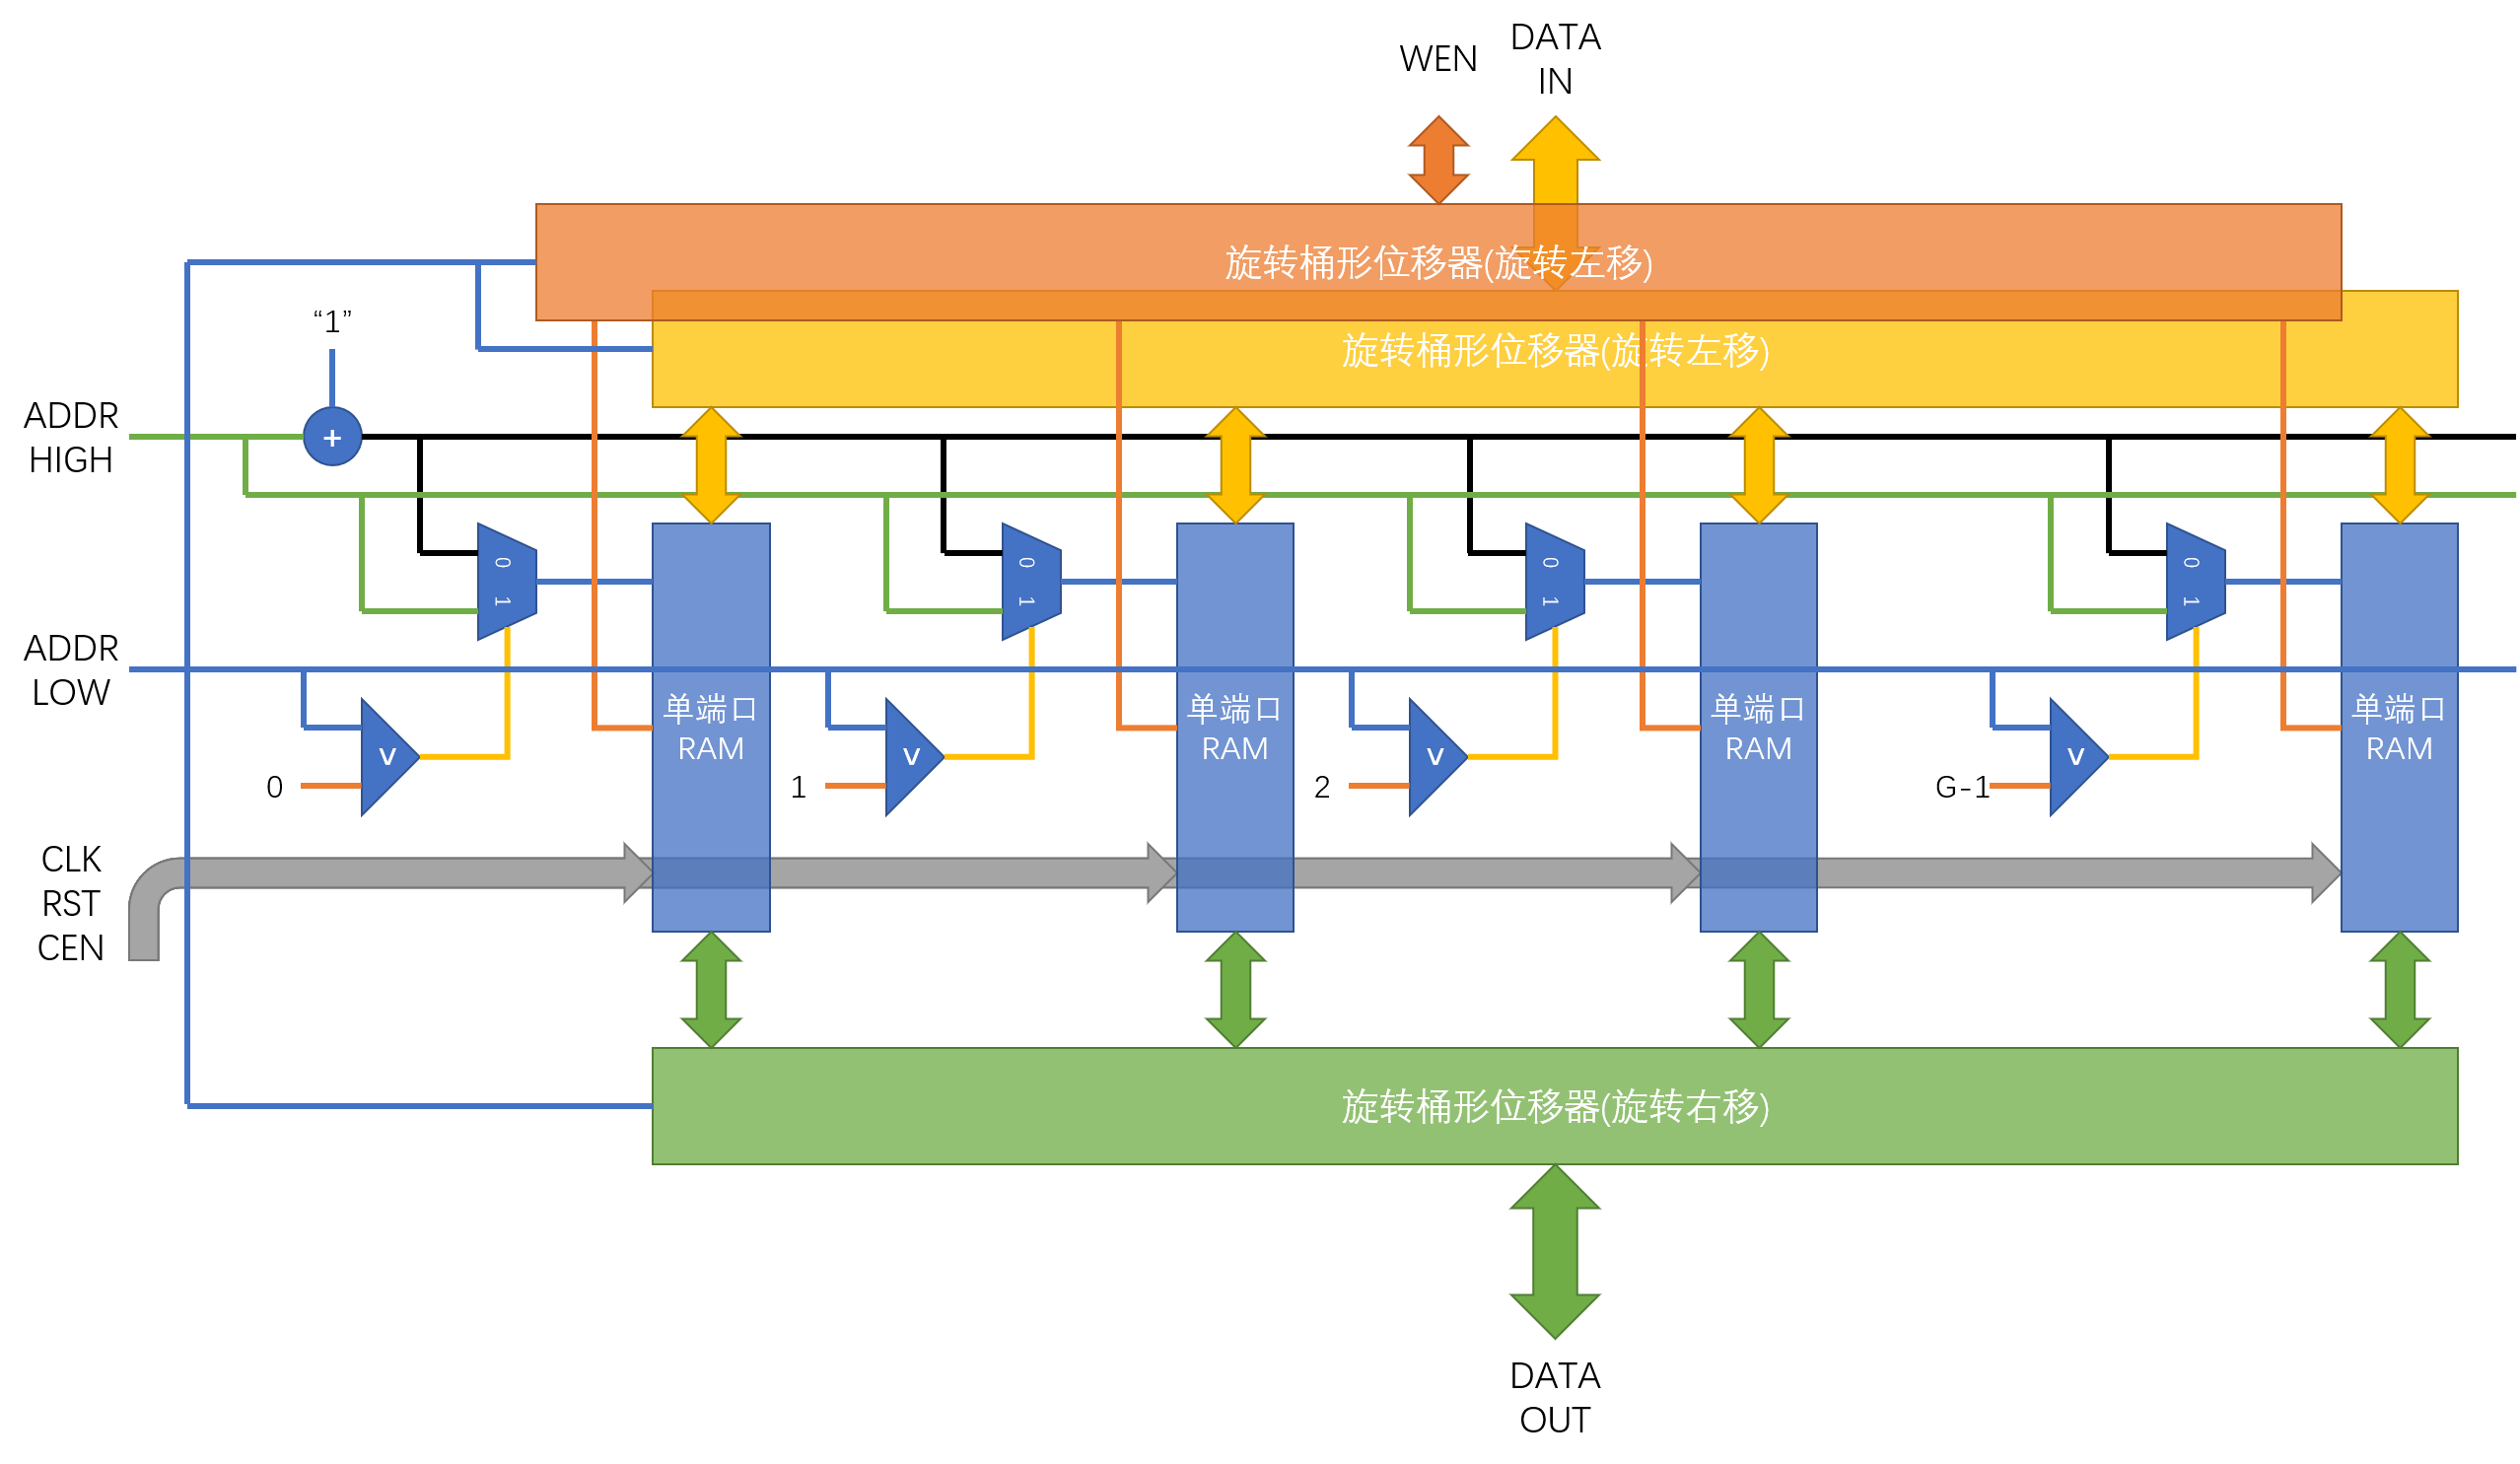 WEN
DATA
IN
旋转桶形位移器(旋转左移)
旋转桶形位移器(旋转左移)
“1”
+
ADDR
HIGH
0 1
0 1
0 1
0 1
ADDR
LOW
单端口
RAM
单端口
RAM
单端口
RAM
单端口
RAM
v
v
v
v
0
1
2
G-1
CLK
RST
CEN
旋转桶形位移器(旋转右移)
DATA
OUT